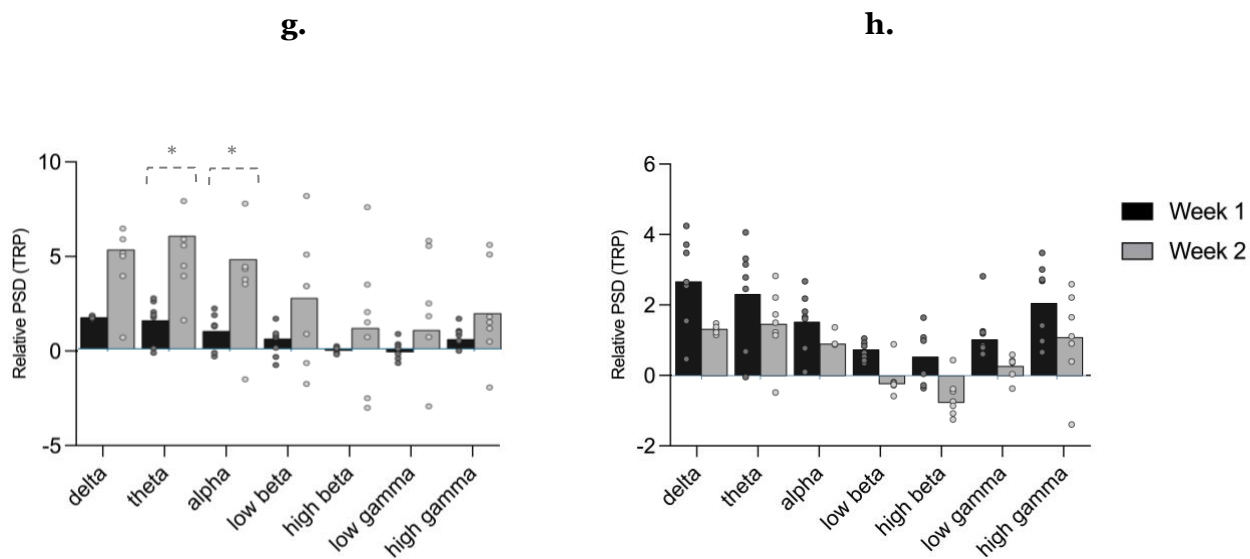 g.
h.
* *
10
5
0
-5
Relative PSD (TRP)
delta
theta
alpha
low beta
high beta
low gamma
high gamma
6
4
2
0
-2
Relative PSD (TRP)
delta
theta
alpha
low beta
high beta
low gamma
high gamma
Week 1
Week 2